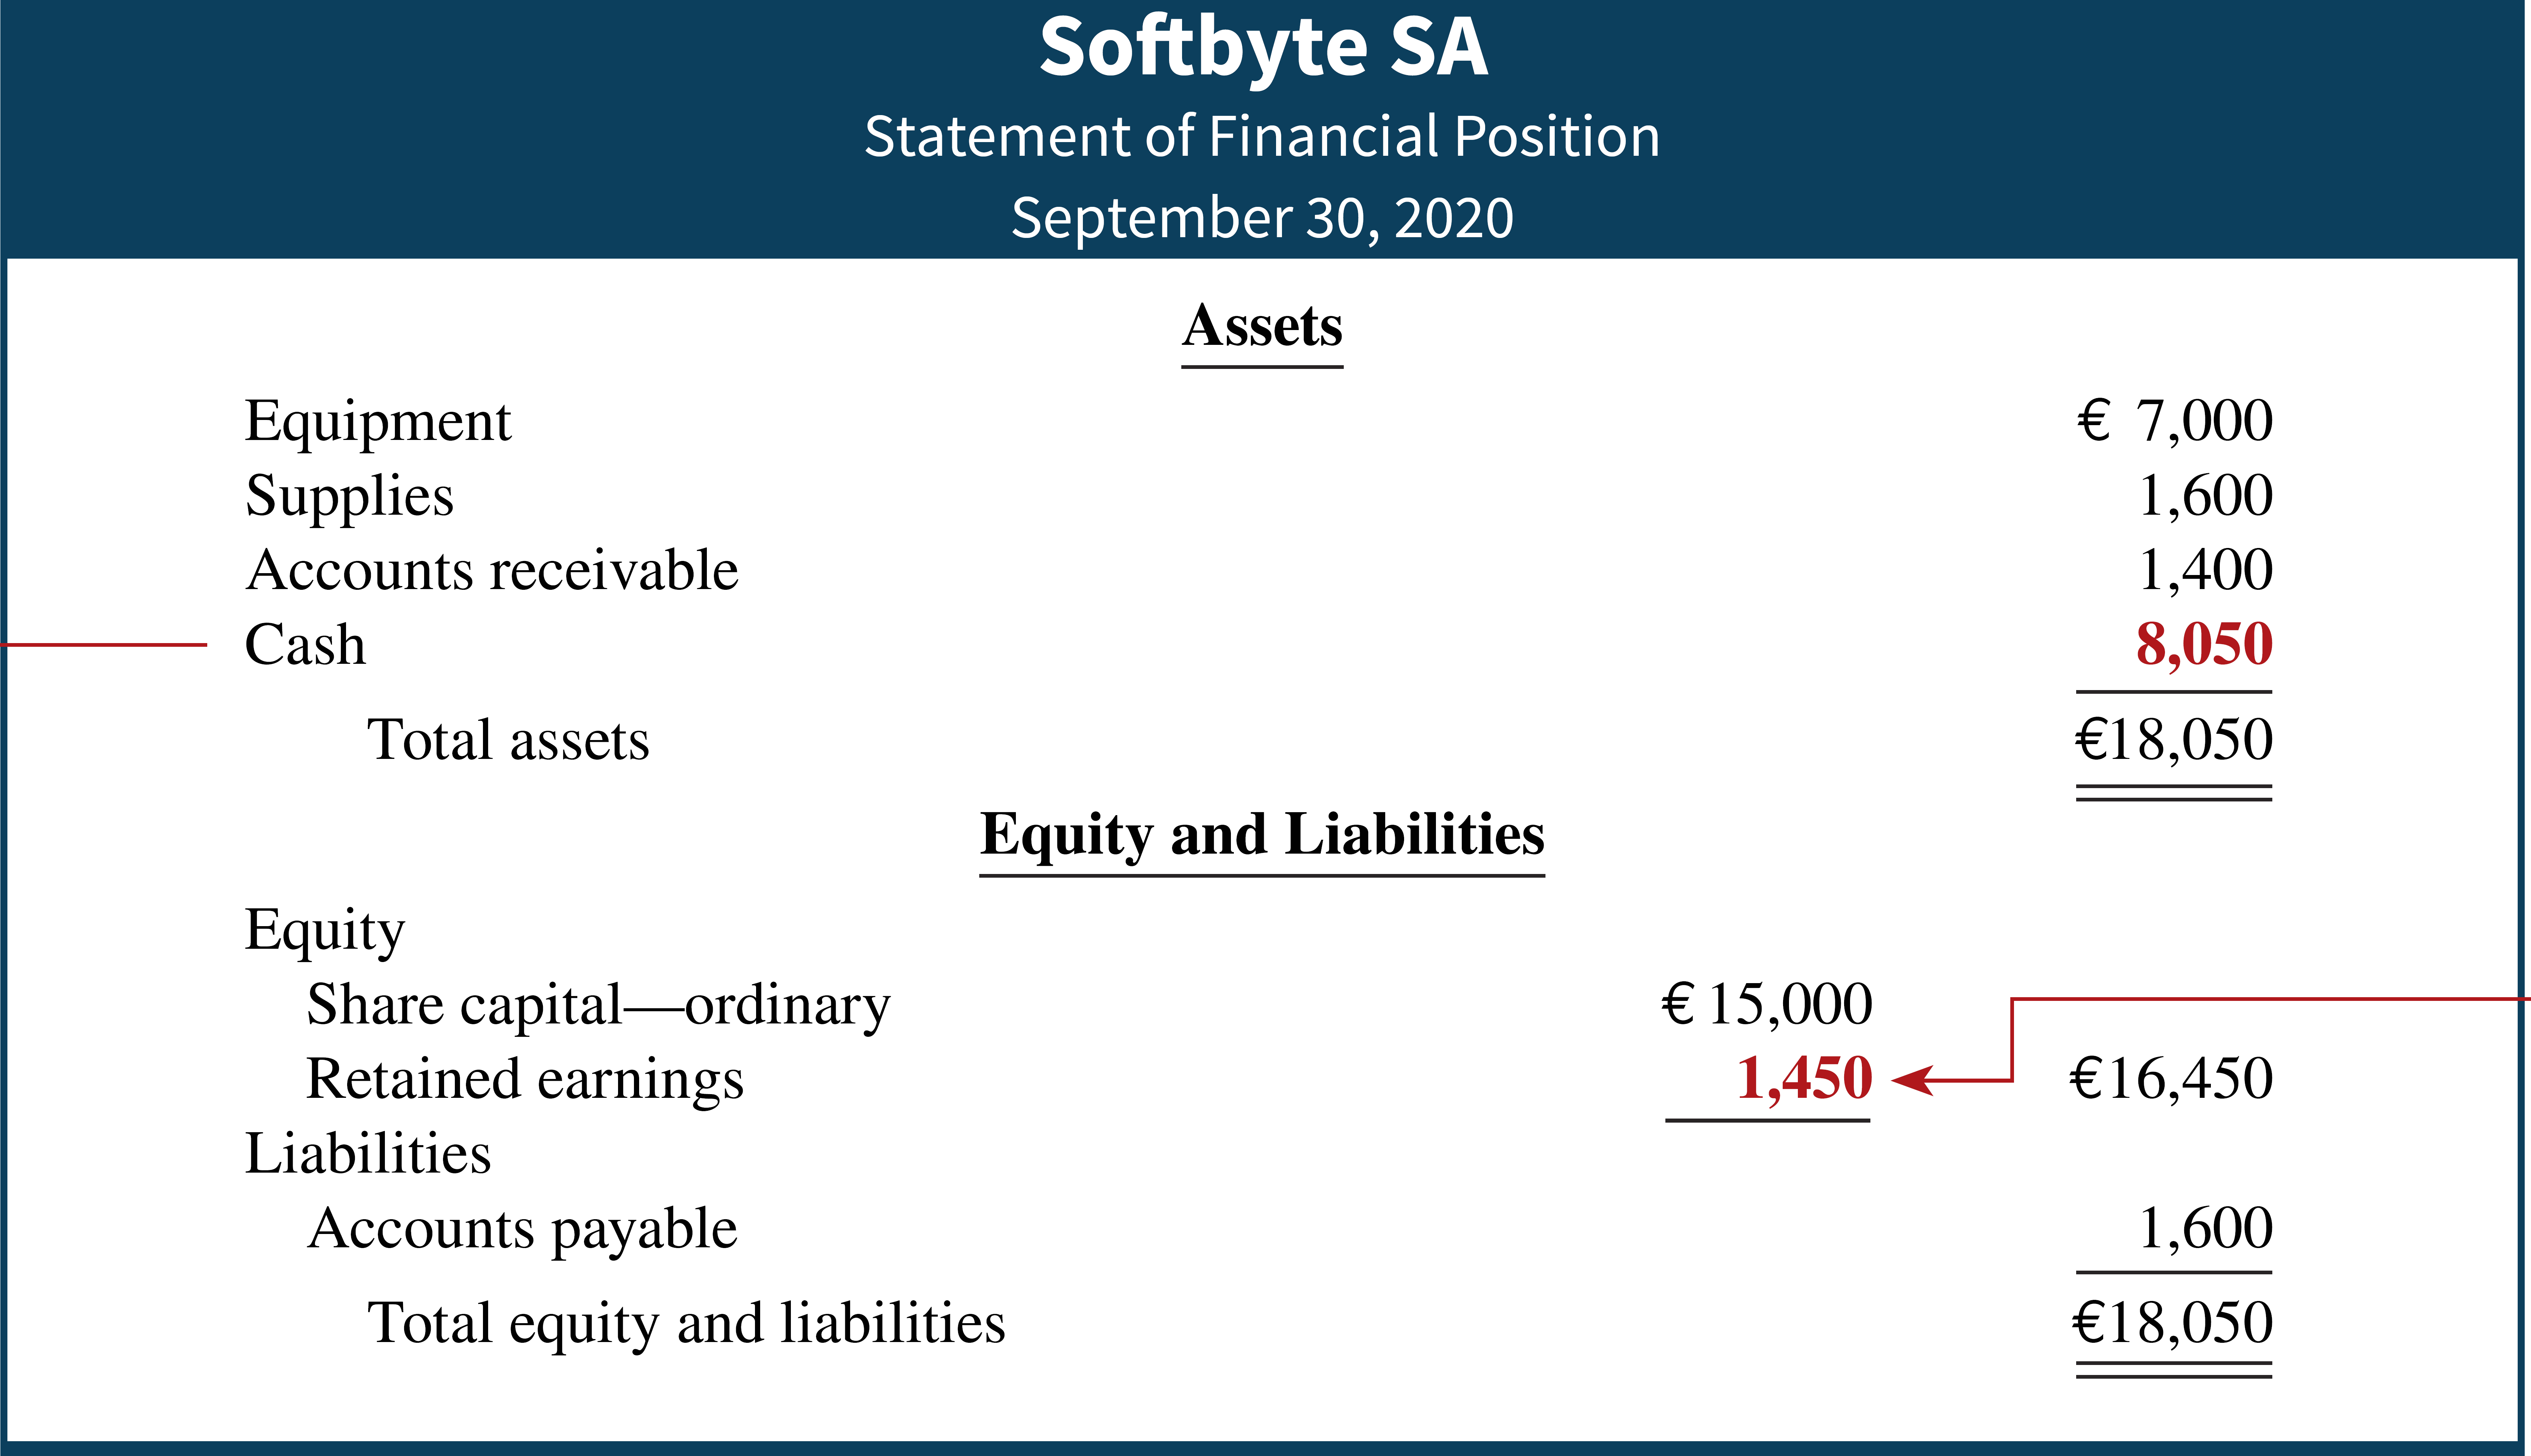 Softbyte SA
Statement of Financial Position
September 30, 2020
Assets
Equipment € 7,000
Supplies 1,600
Accounts receivable 1,400
Cash 8,050
Total assets €18,050
Equity and Liabilities
Equity
Share capital—ordinary € 15,000
Retained earnings 1,450 €16,450
Liabilities
Accounts payable 1,600
Total equity and liabilities €18,050